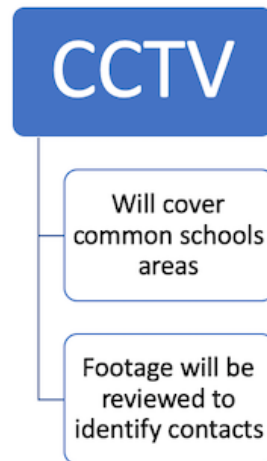 CCTV
Will cover
common schools
areas
Footage will be
reviewed to
identify contacts